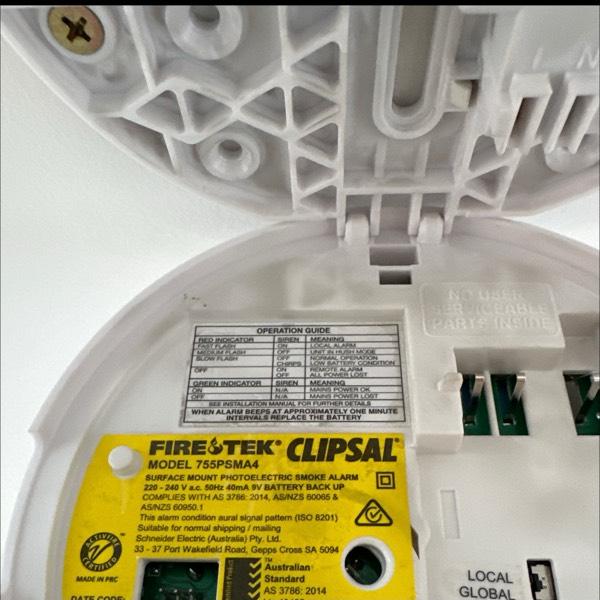 L N
NO USER
SERVICEABLE
PARTS INSIDE
OPERATION GUIDE
RED INDICATOR SIREN MEANING
FAST FLASH ON LOCAL ALARM
MEDIUM FLASH OFF UNIT IN HUSH MODE
SLOW FLASH OFF NORMAL OPERATION
CHIRPS LOW BATTERY CONDITION
OFF ON REMOTE ALARM
OFF ALL POWER LOST
GREEN INDICATOR SIREN MEANING
ON N/A MAINS POWER OK
OFF N/A MAINS POWER LOST
SEE INSTALLATION MANUAL FOR FURTHER DETAILS
WHEN ALARM BEEPS AT APPROXIMATELY ONE MINUTE
INTERVALS REPLACE THE BATTERY
FIRETEK® CLIPSAL®
MODEL 755PSMA4
SURFACE MOUNT PHOTOELECTRIC SMOKE ALARM
220 - 240 V a.c. 50Hz 40mA 9V BATTERY BACK UP
COMPLIES WITH AS 3786: 2014, AS/NZS 60065 &
AS/NZS 60950.1
This alarm condition aural signal pattern (ISO 8201)
Suitable for normal shipping / mailing
Schneider Electric (Australia) Pty. Ltd.
33 - 37 Port Wakefield Road, Gepps Cross SA 5094
ACTIVFIRE
CERTIFIED
MADE IN PRC
DATE CODE:
Product
Australian
Standard
AS 3786: 2014
LOCAL
GLOBAL